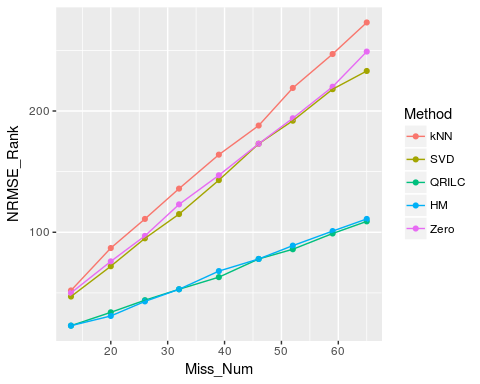 NRMSE_Rank
200
100
20
30
40
50
60
Miss_Num
Method
kNN
SVD
QRILC
HM
Zero